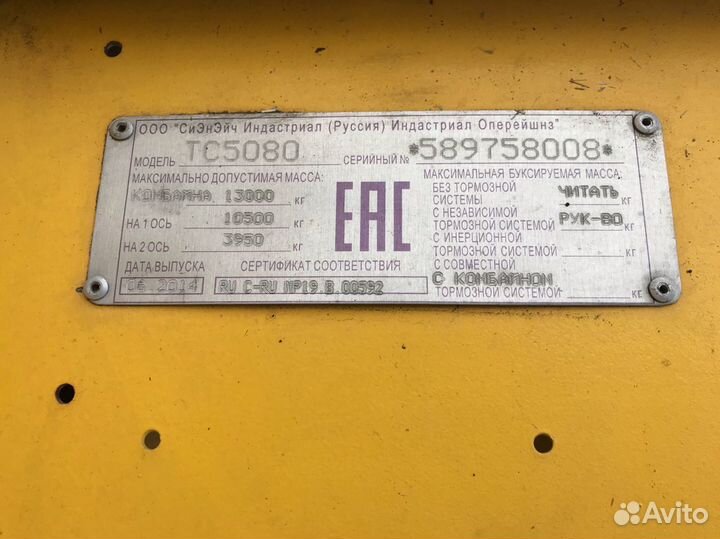 ООО "СиЭнЭйч Индастриал (Руссия) Индастриал Оперейшнз"
МОДЕЛЬ TC5080 СЕРИЙНЫЙ № *589758008*
МАКСИМАЛЬНО ДОПУСТИМАЯ МАССА:
КОМБАЙНА 13000 кг
НА 1 ОСЬ 10500 кг
НА 2 ОСЬ 3950 кг
ДАТА ВЫПУСКА СЕРТИФИКАТ СООТВЕТСТВИЯ
06.2014 RU C-RU МР19.В.00592
EAC
МАКСИМАЛЬНАЯ БУКСИРУЕМАЯ МАССА:
БЕЗ ТОРМОЗНОЙ
СИСТЕМЫ ЧИТАТЬ кг
С НЕЗАВИСИМОЙ
ТОРМОЗНОЙ СИСТЕМОЙ РУК-ВО кг
С ИНЕРЦИОННОЙ
ТОРМОЗНОЙ СИСТЕМОЙ кг
С СОВМЕСТНОЙ
С КОМБАЙНОМ
ТОРМОЗНОЙ СИСТЕМОЙ кг
Avito